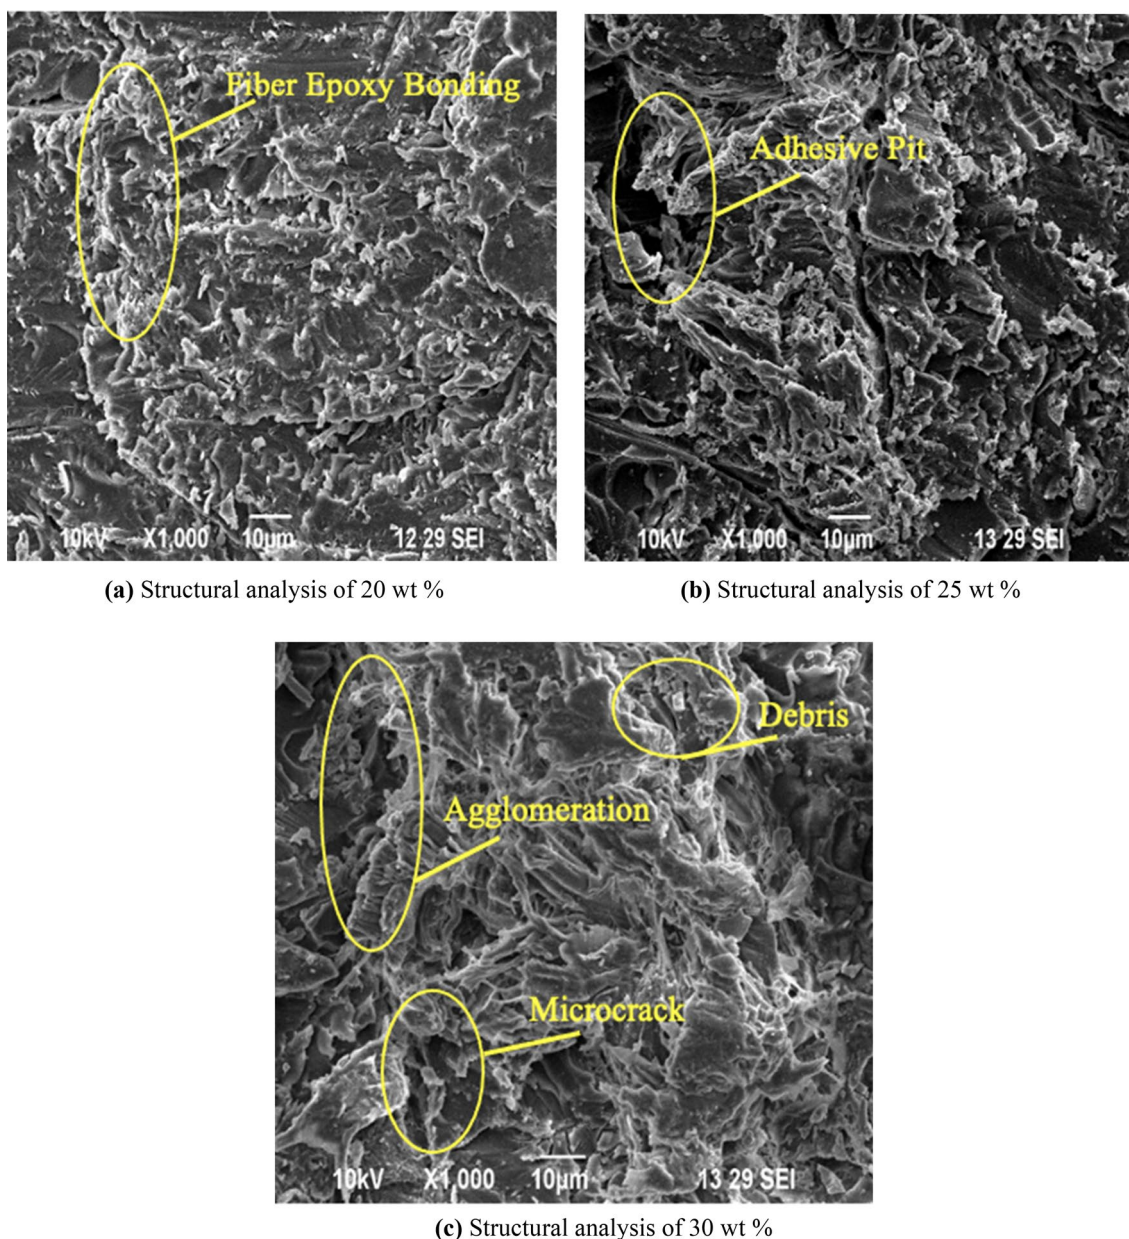 Fiber Epoxy Bonding
10kV X1,000 10μm 12 29 SEI
(a) Structural analysis of 20 wt %
Adhesive Pit
10kV X1,000 10μm 13 29 SEI
(b) Structural analysis of 25 wt %
Debris
Agglomeration
Microcrack
10kV X1,000 10μm 13 29 SEI
(c) Structural analysis of 30 wt %